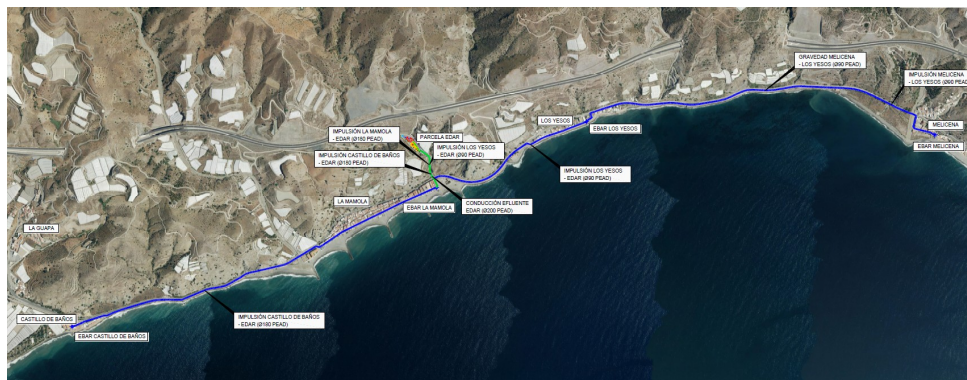 GRAVEDAD MELICENA
- LOS YESOS (Ø90 PEAD)
IMPULSIÓN MELICENA
- LOS YESOS (Ø90 PEAD
MELICENA
EBAR MELICENA
LOS YESOS
EBAR LOS YESOS
IMPULSIÓN LA MAMOLA
- EDAR (Ø180 PEAD)
PARCELA EDAR
IMPULSIÓN LOS YESOS
- EDAR (Ø90 PEAD)
IMPULSIÓN CASTILLO DE BAÑOS
- EDAR (Ø180 PEAD)
IMPULSIÓN LOS YESOS
- EDAR (Ø90 PEAD)
LA MAMOLA
EBAR LA MAMOLA
CONDUCCIÓN EFLUENTE
EDAR (Ø200 PEAD)
LA GUAPA
CASTILLO DE BAÑOS
EBAR CASTILLO DE BAÑOS
IMPULSIÓN CASTILLO DE BAÑOS
- EDAR (Ø180 PEAD)